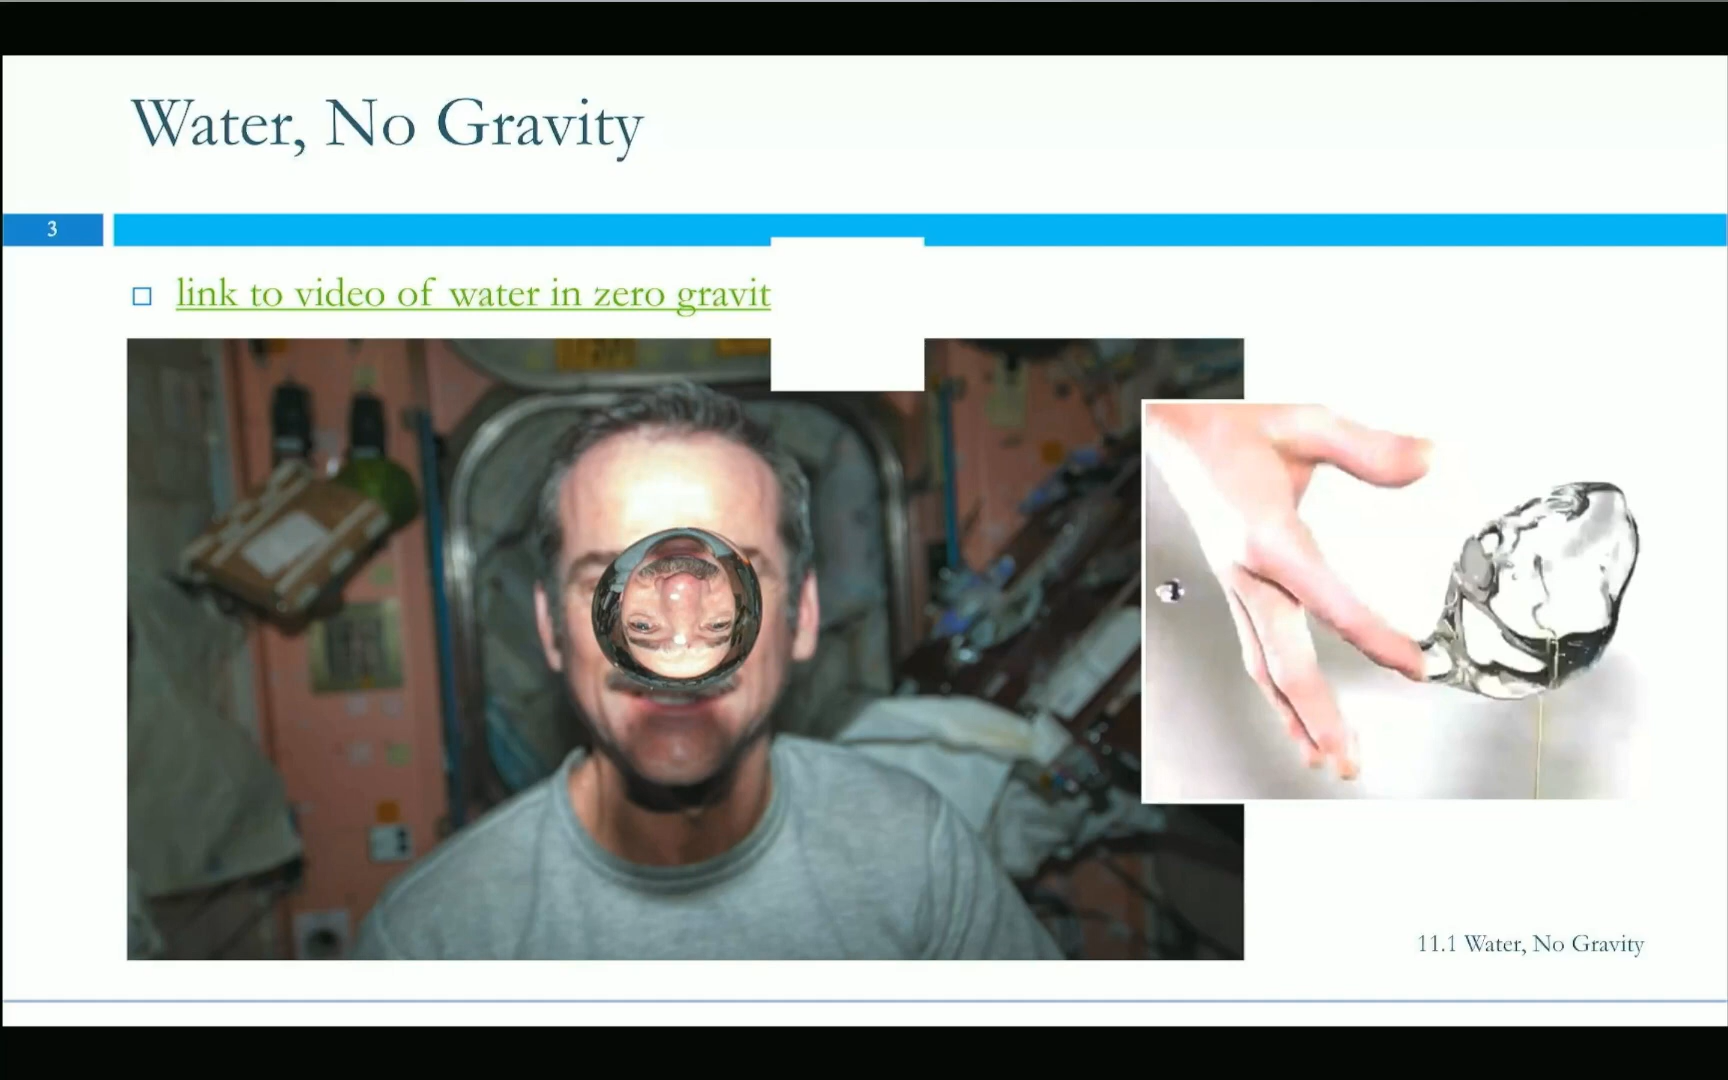 Water, No Gravity
3
link to video of water in zero gravit
11.1 Water, No Gravity